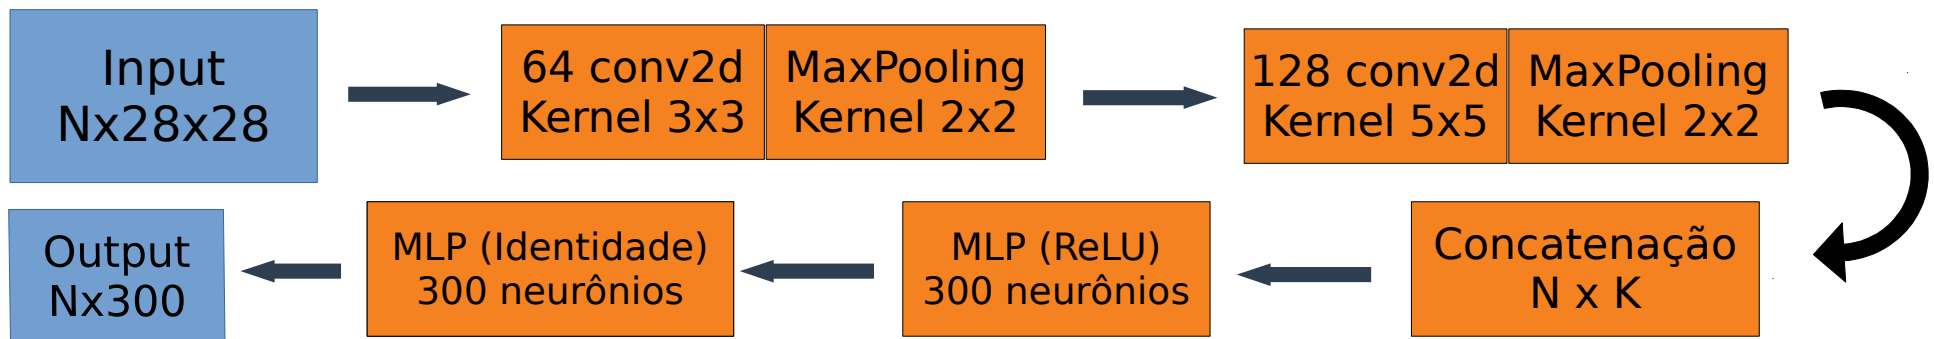 Input
Nx28x28
64 conv2d
Kernel 3x3
MaxPooling
Kernel 2x2
128 conv2d
Kernel 5x5
MaxPooling
Kernel 2x2
Concatenação
N x K
MLP (ReLU)
300 neurônios
MLP (Identidade)
300 neurônios
Output
Nx300